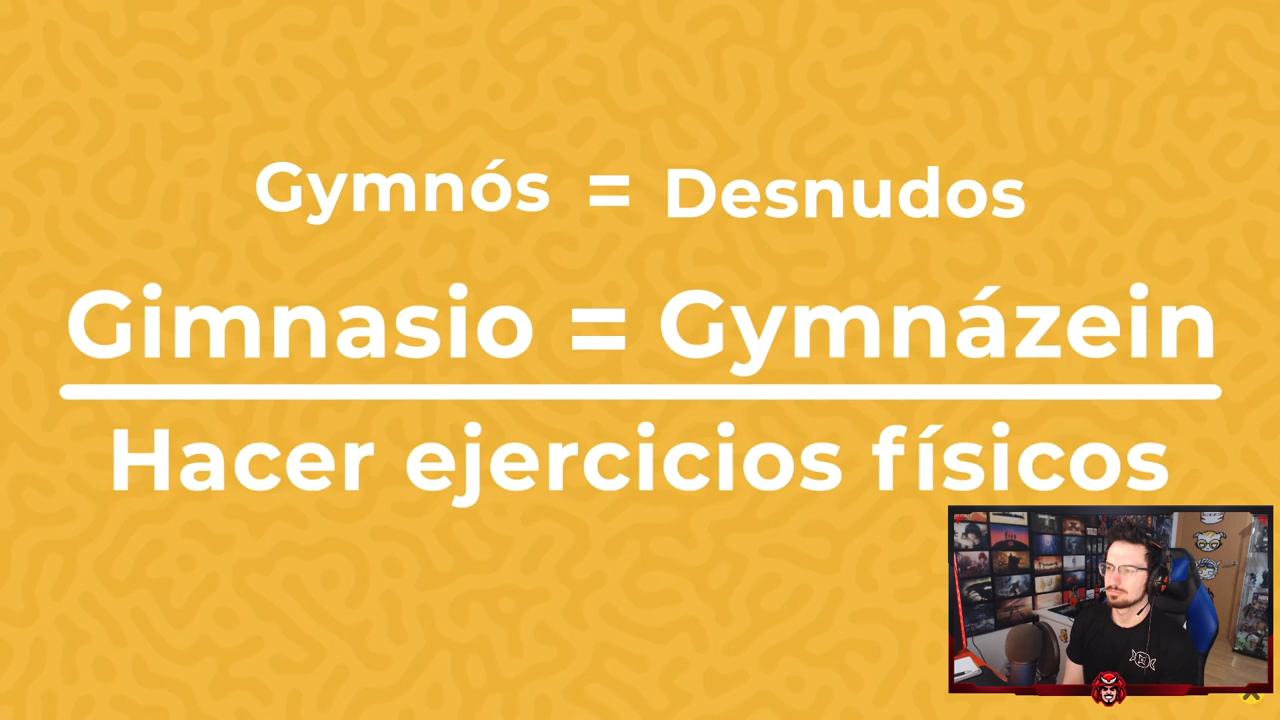 Gymnós = Desnudos
Gimnasio = Gymnázein
Hacer ejercicios físicos